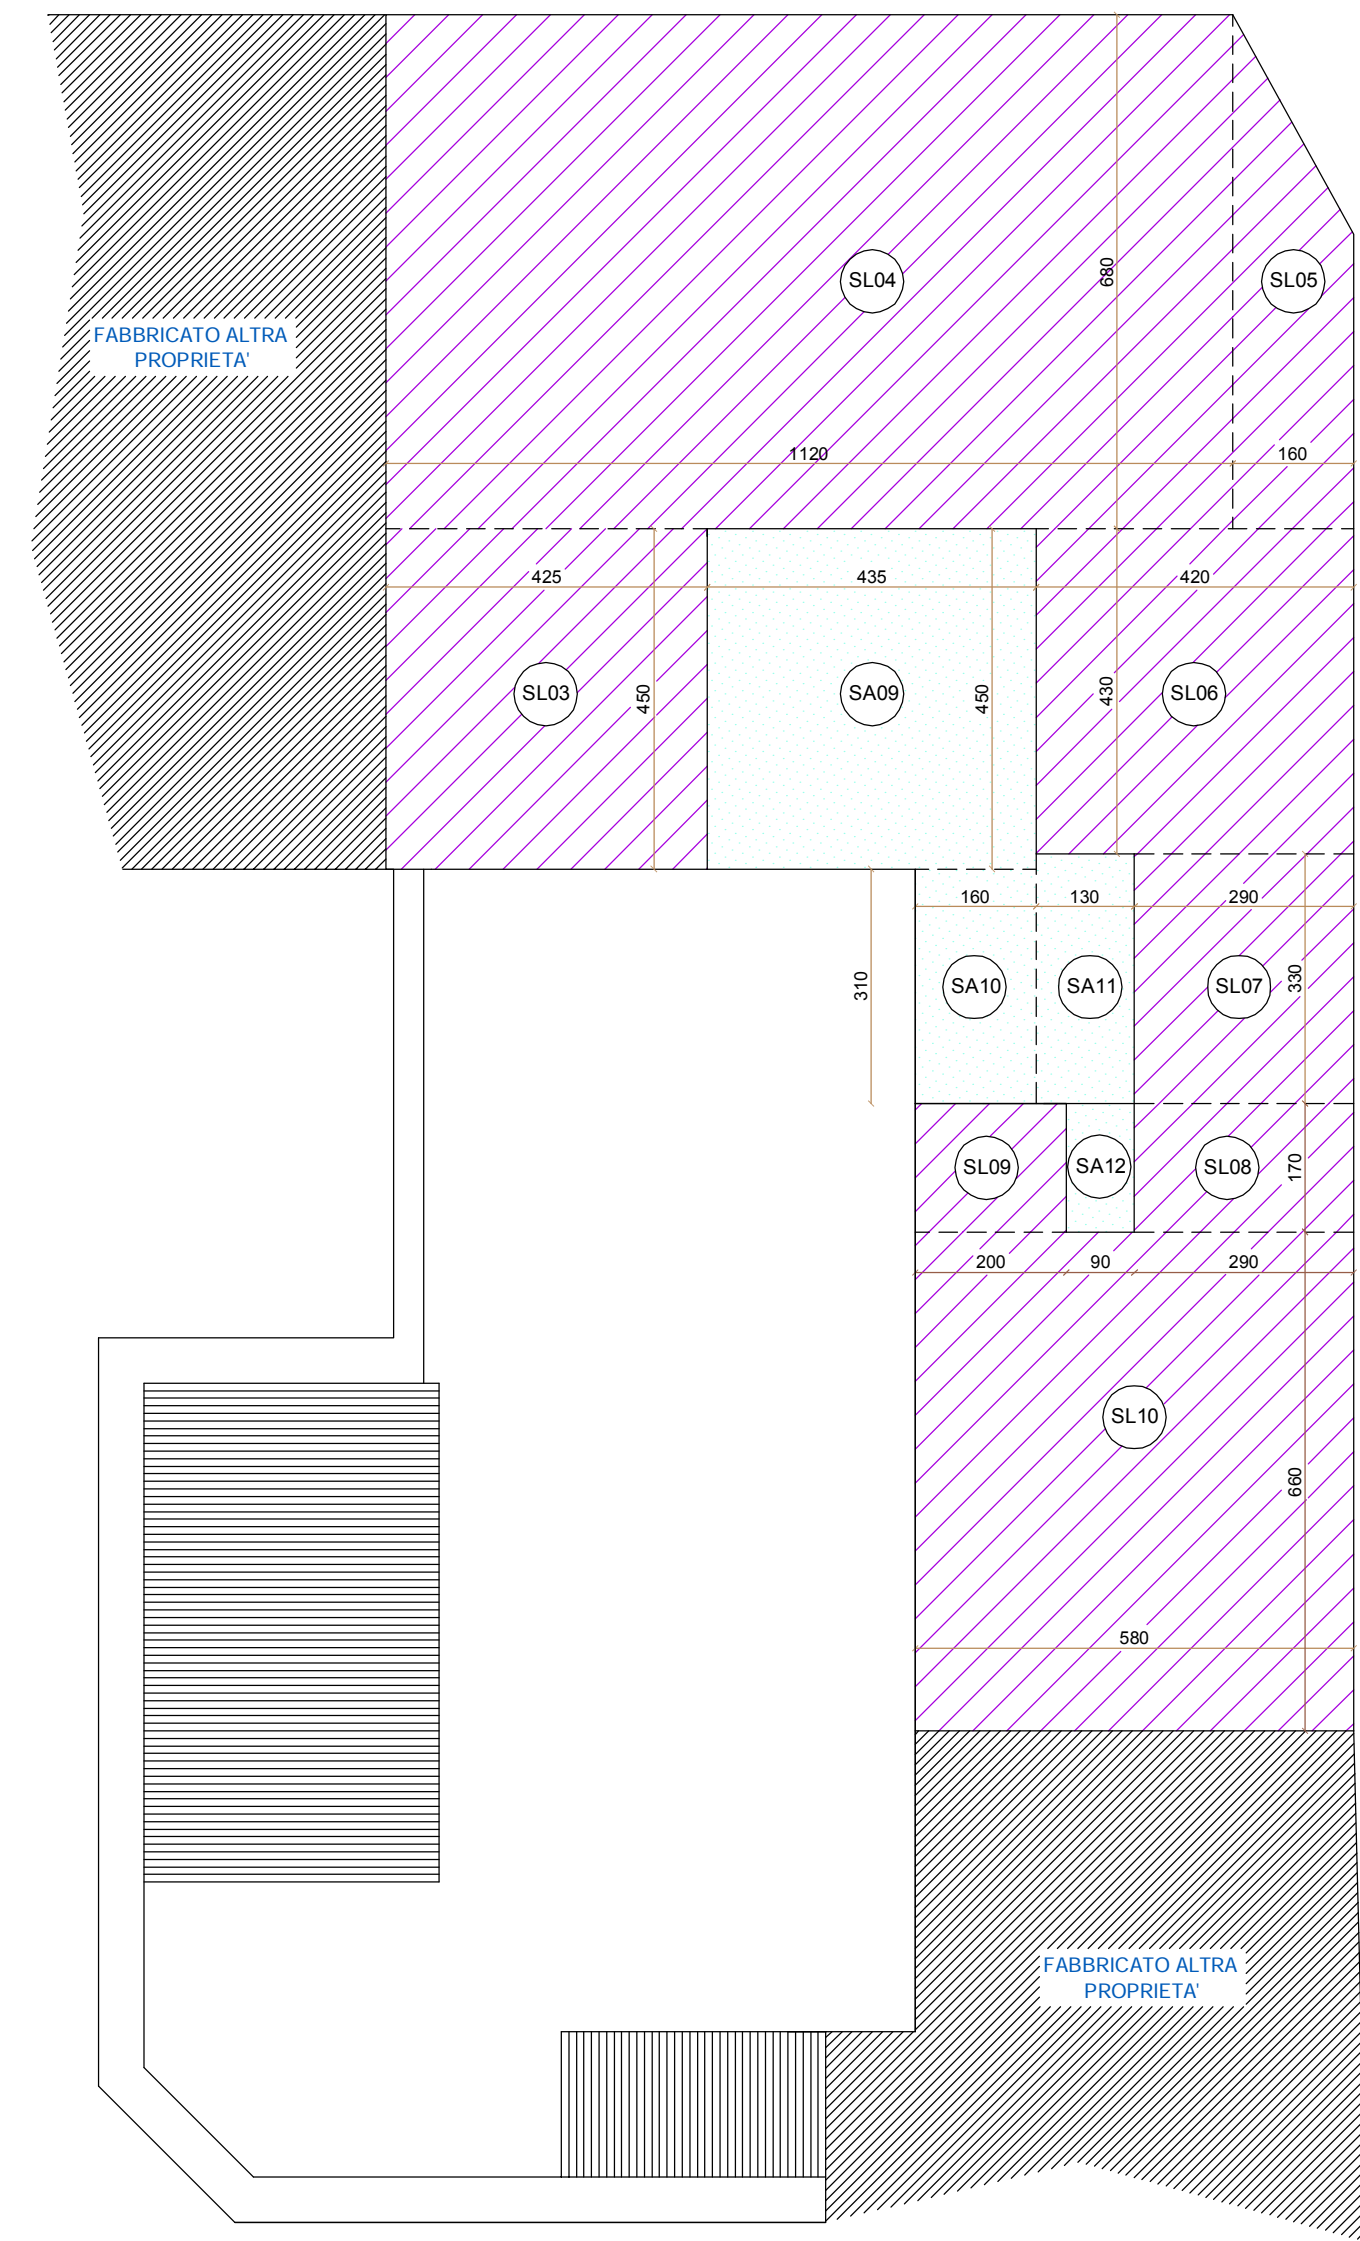 SL04
680
SL05
FABBRICATO ALTRA
PROPRIETA'
1120
160
425
435
420
SL03
450
SA09
450
430
SL06
160
130
290
310
SA10
SA11
SL07
330
SL09
SA12
SL08
170
200
90
290
SL10
660
580
FABBRICATO ALTRA
PROPRIETA'